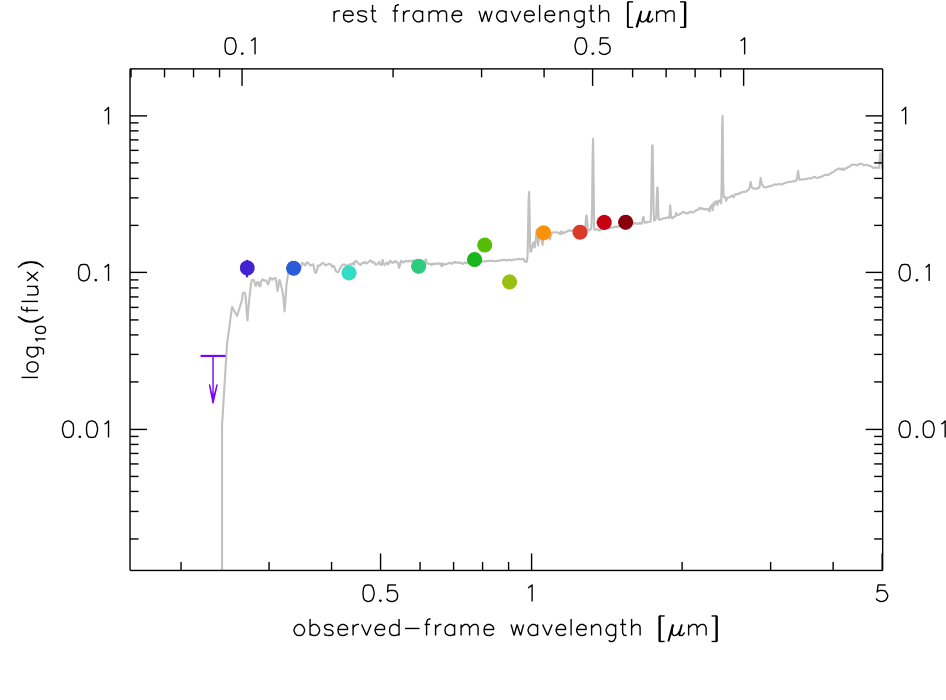 rest frame wavelength [μm]
0.1 0.5 1
1 1
0.1 0.1
0.01 0.01
log10(flux)
0.5 1 5
observed-frame wavelength [μm]